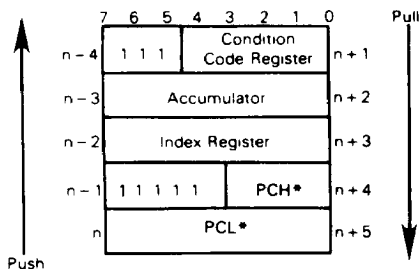 7 6 5 4 3 2 1 0 Pull
n - 4 1 1 1 Condition Code Register n + 1
n - 3 Accumulator n + 2
n - 2 Index Register n + 3
n - 1 1 1 1 1 1 PCH* n + 4
n PCL* n + 5
Push